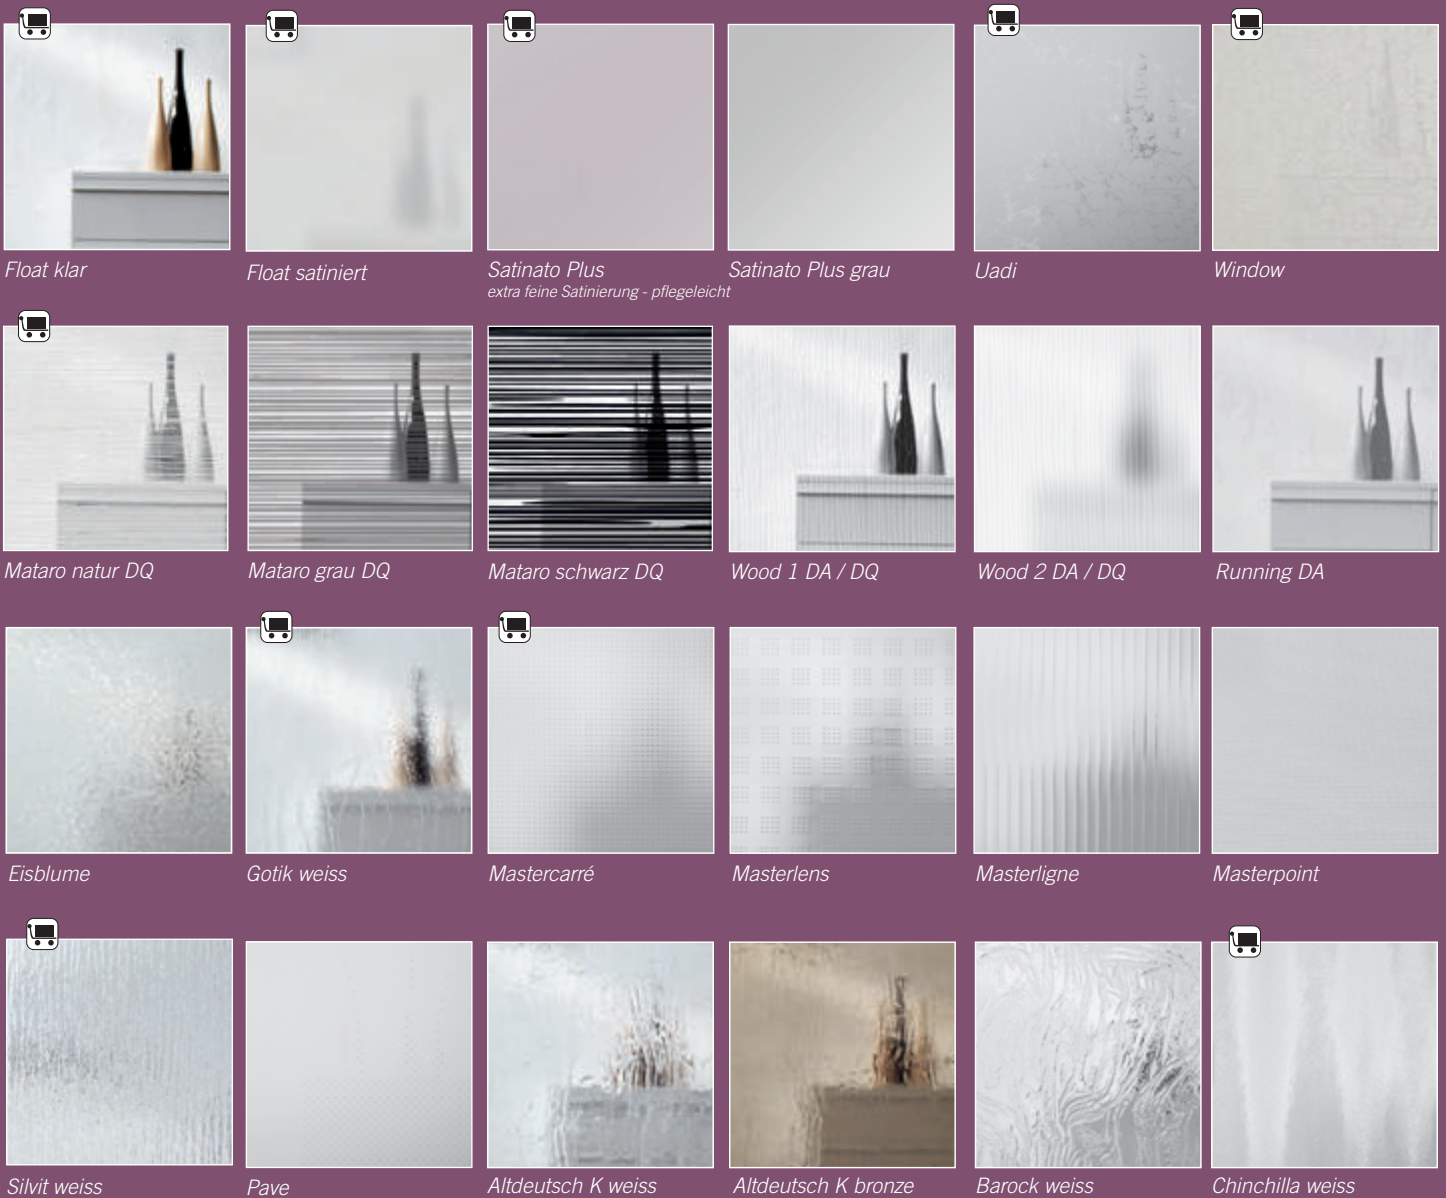 Float klar
Float satiniert
Satinato Plus
extra feine Satinierung - pflegeleicht
Satinato Plus grau
Uadi
Window
Mataro natur DQ
Mataro grau DQ
Mataro schwarz DQ
Wood 1 DA / DQ
Wood 2 DA / DQ
Running DA
Eisblume
Gotik weiss
Mastercarré
Masterlens
Masterligne
Masterpoint
Silvit weiss
Pave
Altdeutsch K weiss
Altdeutsch K bronze
Barock weiss
Chinchilla weiss